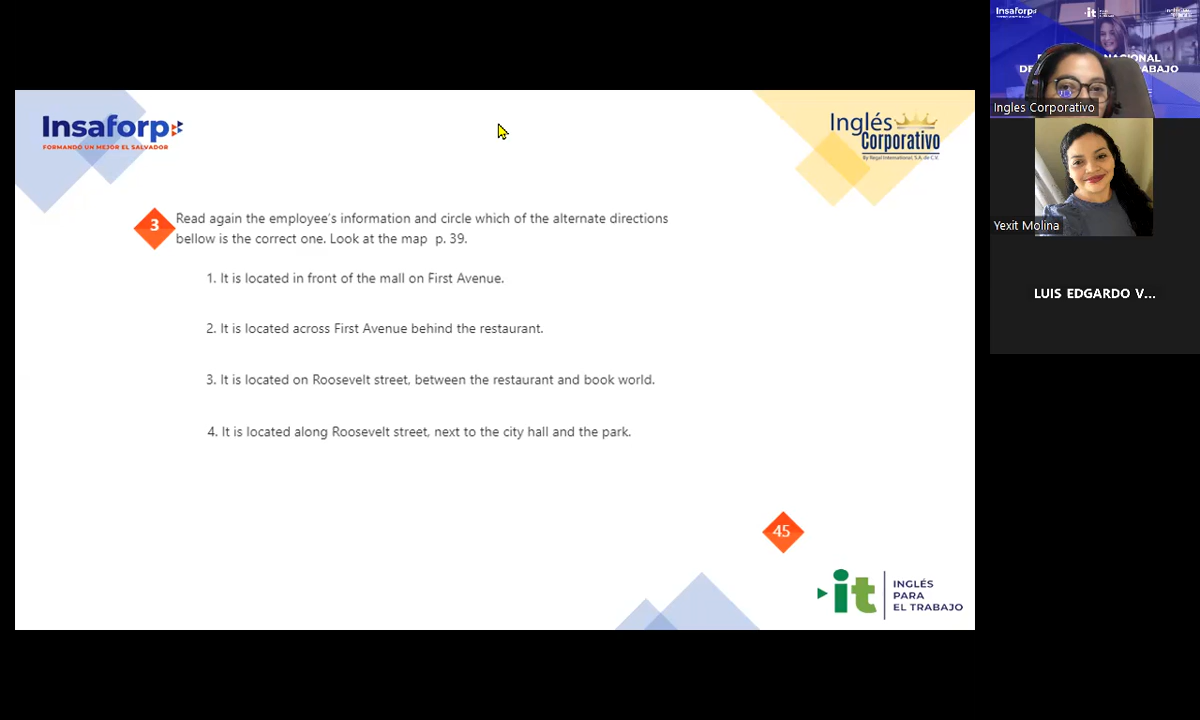 Insaforp
FORMANDO UN MEJOR EL SALVADOR
Inglés
Corporativo
By Regal International, S.A. de C.V.
3
Read again the employee's information and circle which of the alternate directions
bellow is the correct one. Look at the map p. 39.
1. It is located in front of the mall on First Avenue.
2. It is located across First Avenue behind the restaurant.
3. It is located on Roosevelt street, between the restaurant and book world.
4. It is located along Roosevelt street, next to the city hall and the park.
45
it
INGLÉS
PARA
EL TRABAJO
Insaforp
it
NACIONAL
DE
ABAJO
Ingles Corporativo
Yexit Molina
LUIS EDGARDO V...